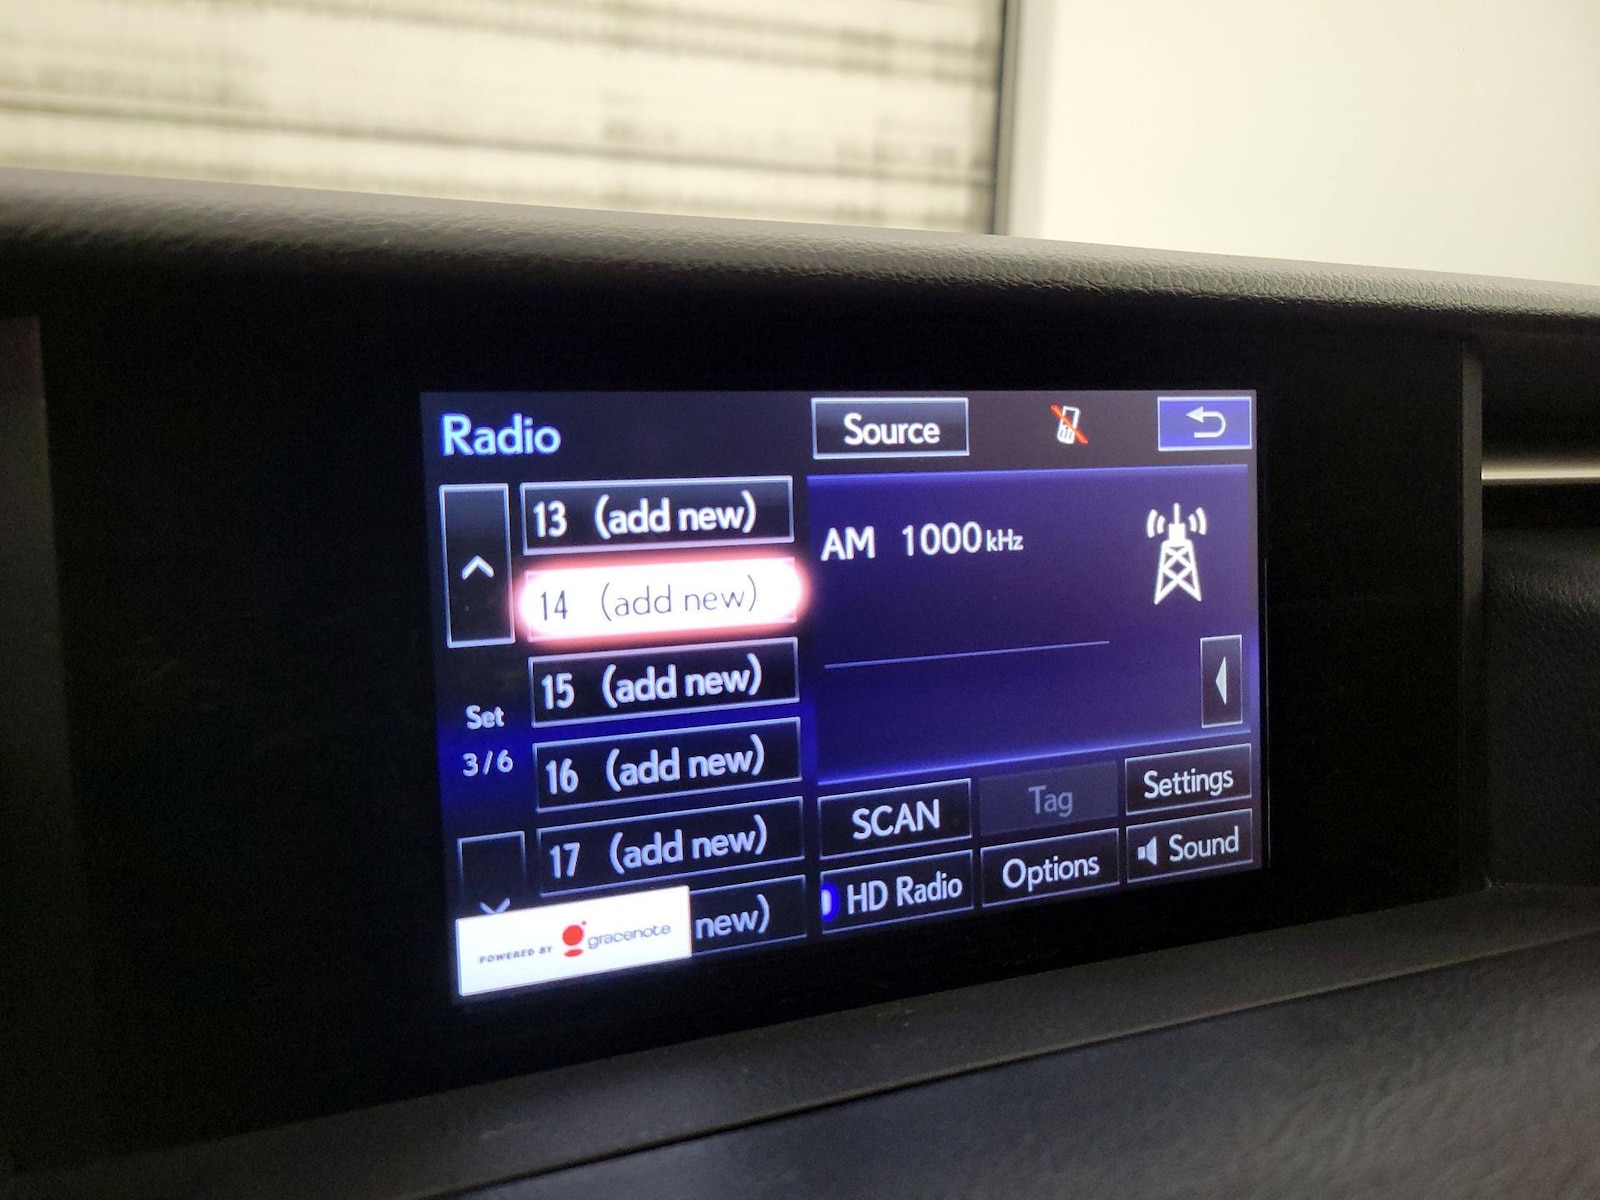 Radio
Source
13 (add new)
14 (add new)
15 (add new)
16 (add new)
17 (add new)
new)
Set
3/6
POWERED BY gracenote
AM 1000 kHz
SCAN
Tag
Settings
HD Radio
Options
Sound